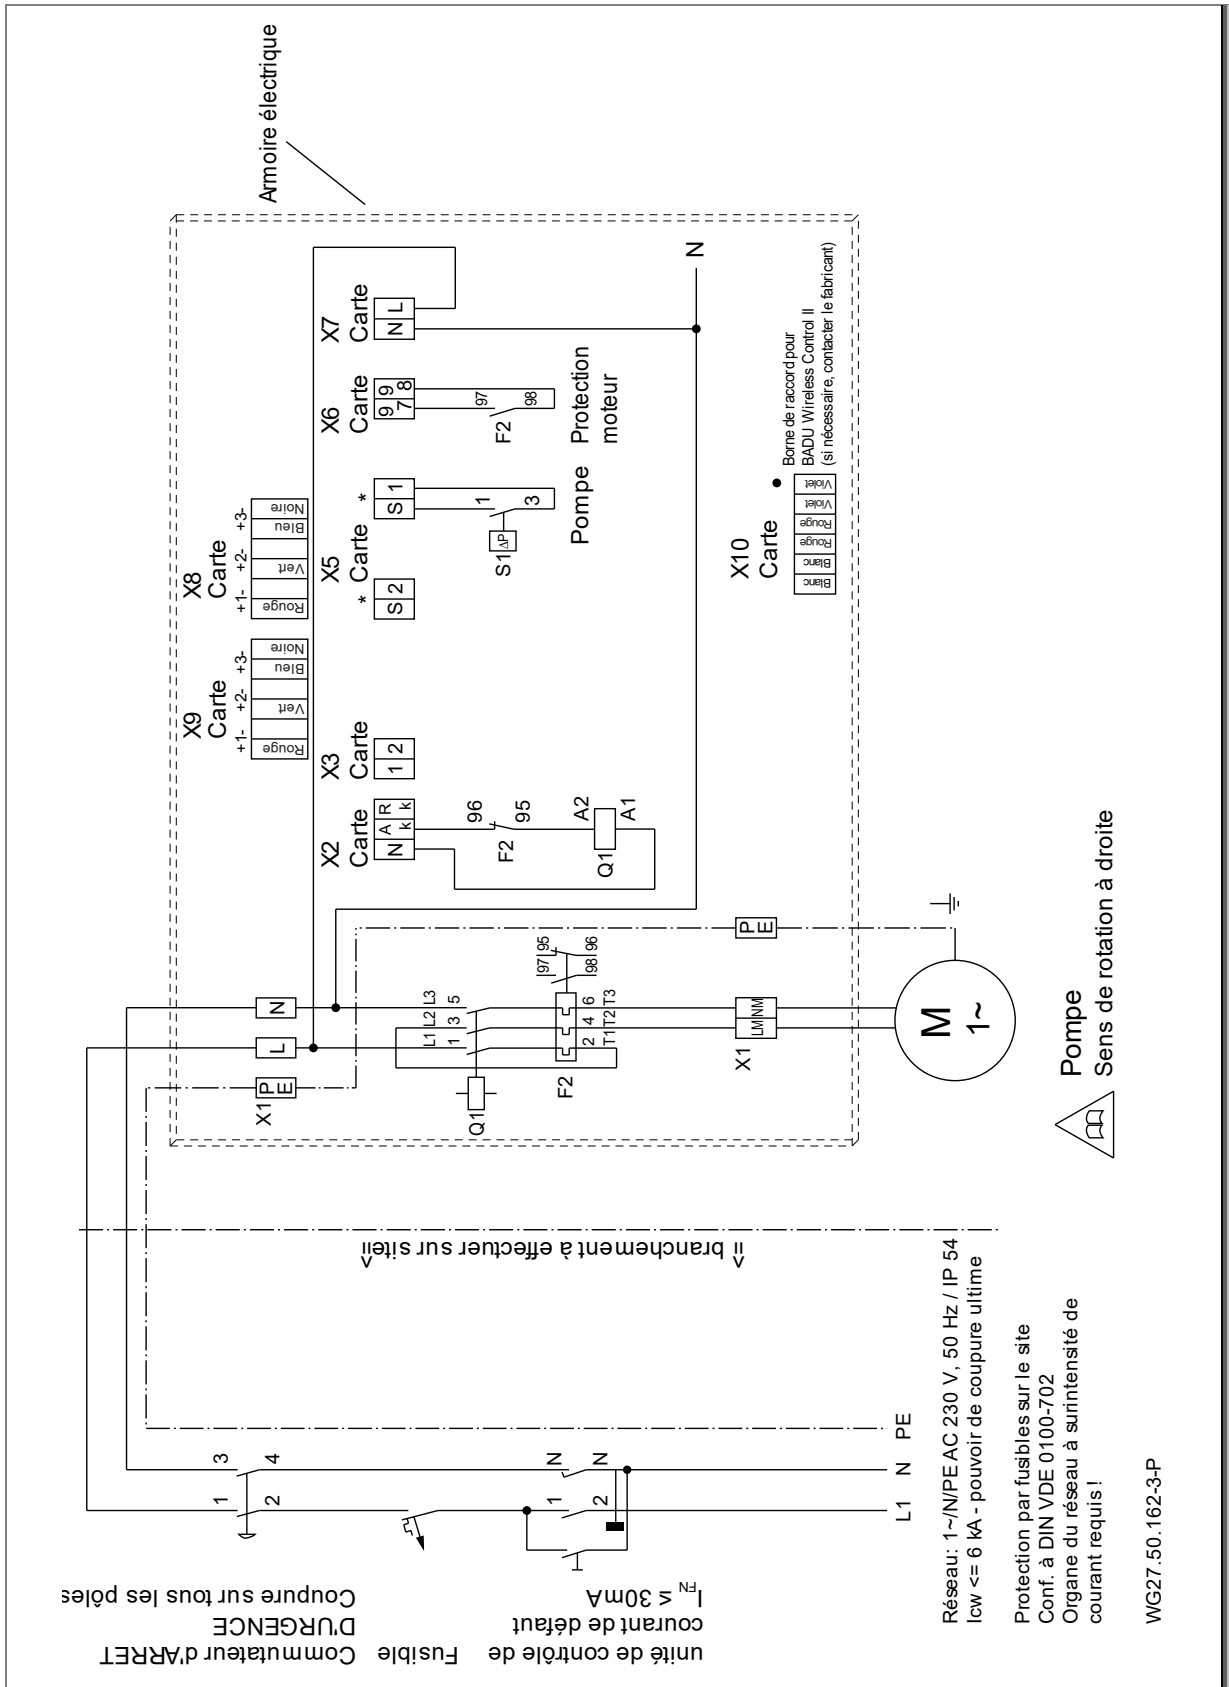 Armoire électrique
X9
Carte
+1- +2- +3-
Rouge
Vert
Bleu
Noire
X8
Carte
+1- +2- +3-
Rouge
Vert
Bleu
Noire
X2
Carte
N
A
k
R
k
X3
Carte
1 2
X5
Carte
*
S 2
*
S 1
X6
Carte
9 9
7 8
X7
Carte
N L
96
F2
95
A2
Q1
A1
S1
ΔP
1
3
Pompe
97
F2
98
Protection
moteur
N
X10
Carte
Blanc
Blanc
Rouge
Rouge
Violet
Violet
Borne de raccord pour
BADU Wireless Control II
(si nécessaire, contacter le fabricant)
X1
P
E
L
N
L1 L2 L3
1 3 5
Q1
F2
97 95
98 96
2 4 6
T1 T2 T3
X1
LM NM
P
E
M
1~
Pompe
Sens de rotation à droite
=> branchement à effectuer sur site=>
Commutateur d'ARRET
D'URGENCE
Coupure sur tous les pôles
1 3
2 4
Fusible
unité de contrôle de
courant de défaut
I FN ≤ 30mA
1 N
2 N
L1 N PE
Réseau: 1~/N/PE AC 230 V, 50 Hz / IP 54
Icw <= 6 kA - pouvoir de coupure ultime
Protection par fusibles sur le site
Conf. à DIN VDE 0100-702
Organe du réseau à surintensité de
courant requis !
WG27.50.162-3-P